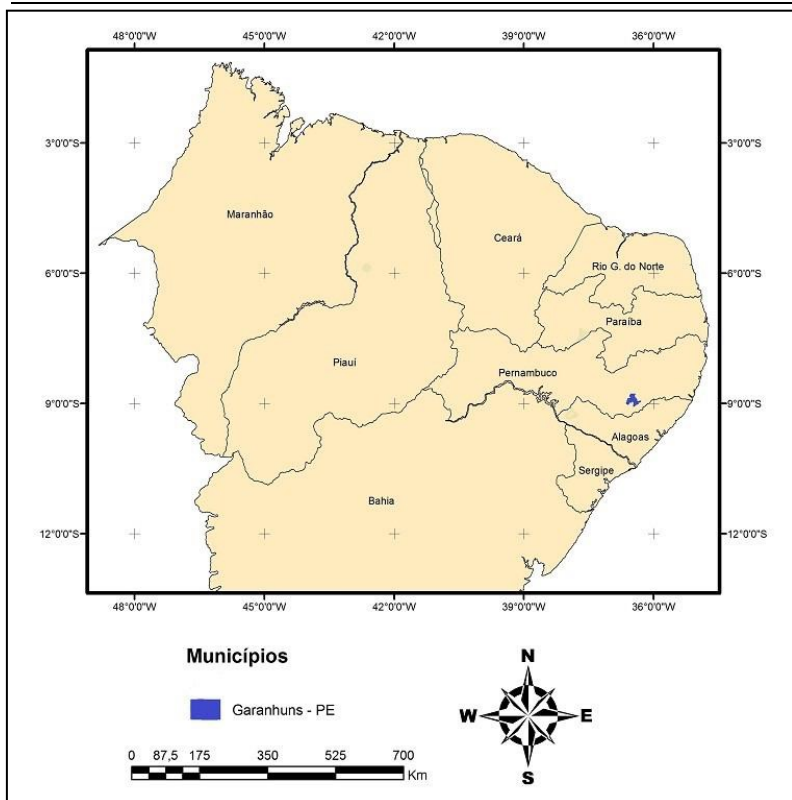 48°0'0"W 45°0'0"W 42°0'0"W 39°0'0"W 36°0'0"W
3°0'0"S 3°0'0"S
Maranhão
Ceará
Rio G. do Norte
6°0'0"S 6°0'0"S
Paraíba
Piauí
Pernambuco
9°0'0"S 9°0'0"S
Alagoas
Sergipe
Bahia
12°0'0"S 12°0'0"S
48°0'0"W 45°0'0"W 42°0'0"W 39°0'0"W 36°0'0"W
Municípios
Garanhuns - PE
N
W E
S
0 87,5 175 350 525 700
Km